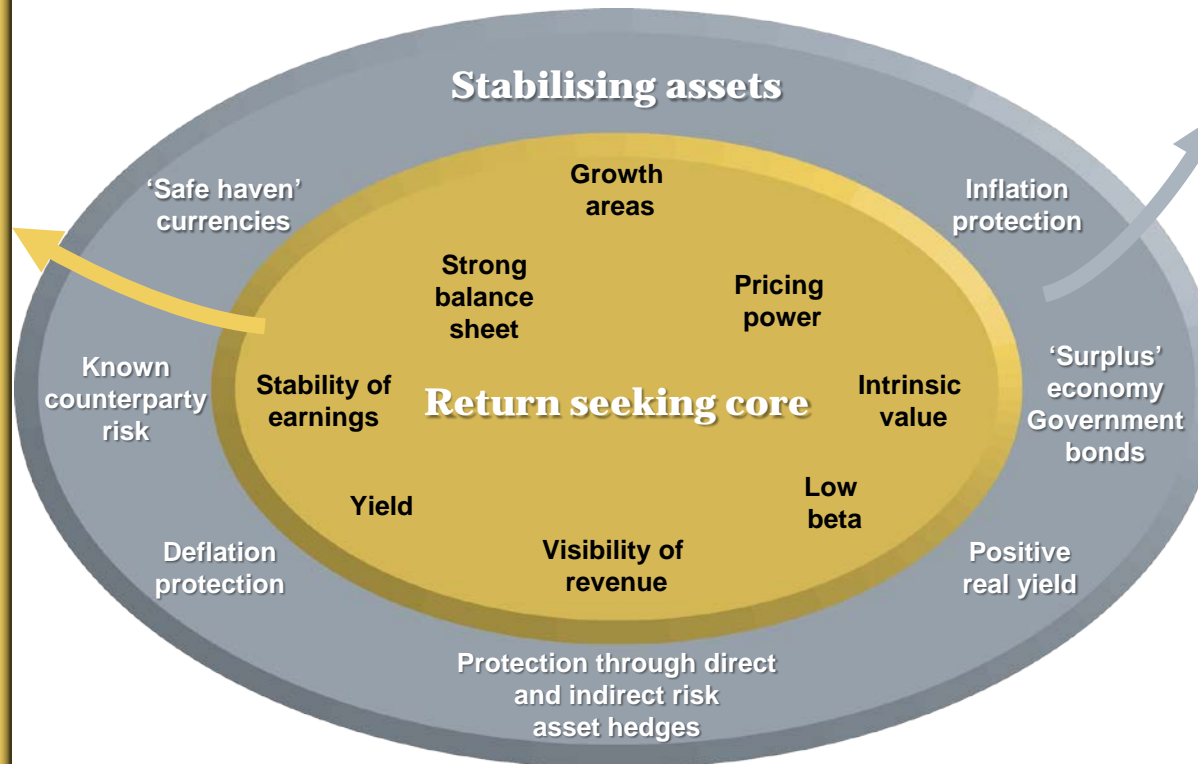 Stabilising assets
‘Safe haven’
currencies
Growth
areas
Inflation
protection
Strong
balance
sheet
Pricing
power
Known
counterparty
risk
Stability of
earnings
Return seeking core
Intrinsic
value
‘Surplus’
economy
Government
bonds
Yield
Low
beta
Deflation
protection
Visibility of
revenue
Positive
real yield
Protection through direct
and indirect risk
asset hedges